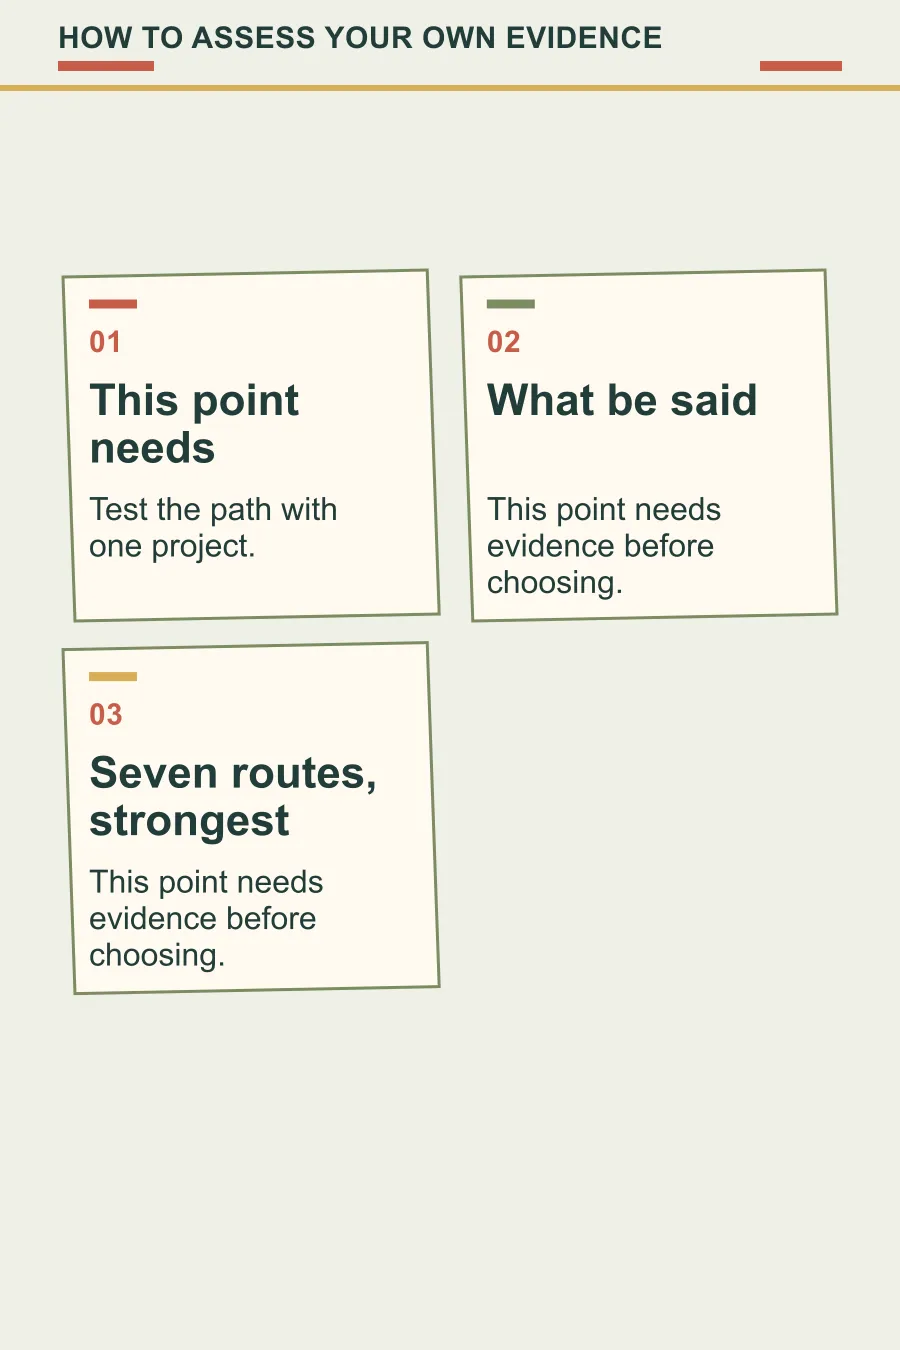 HOW TO ASSESS YOUR OWN EVIDENCE
01
This point
needs
Test the path with
one project.
02
What be said
This point needs
evidence before
choosing.
03
Seven routes,
strongest
This point needs
evidence before
choosing.